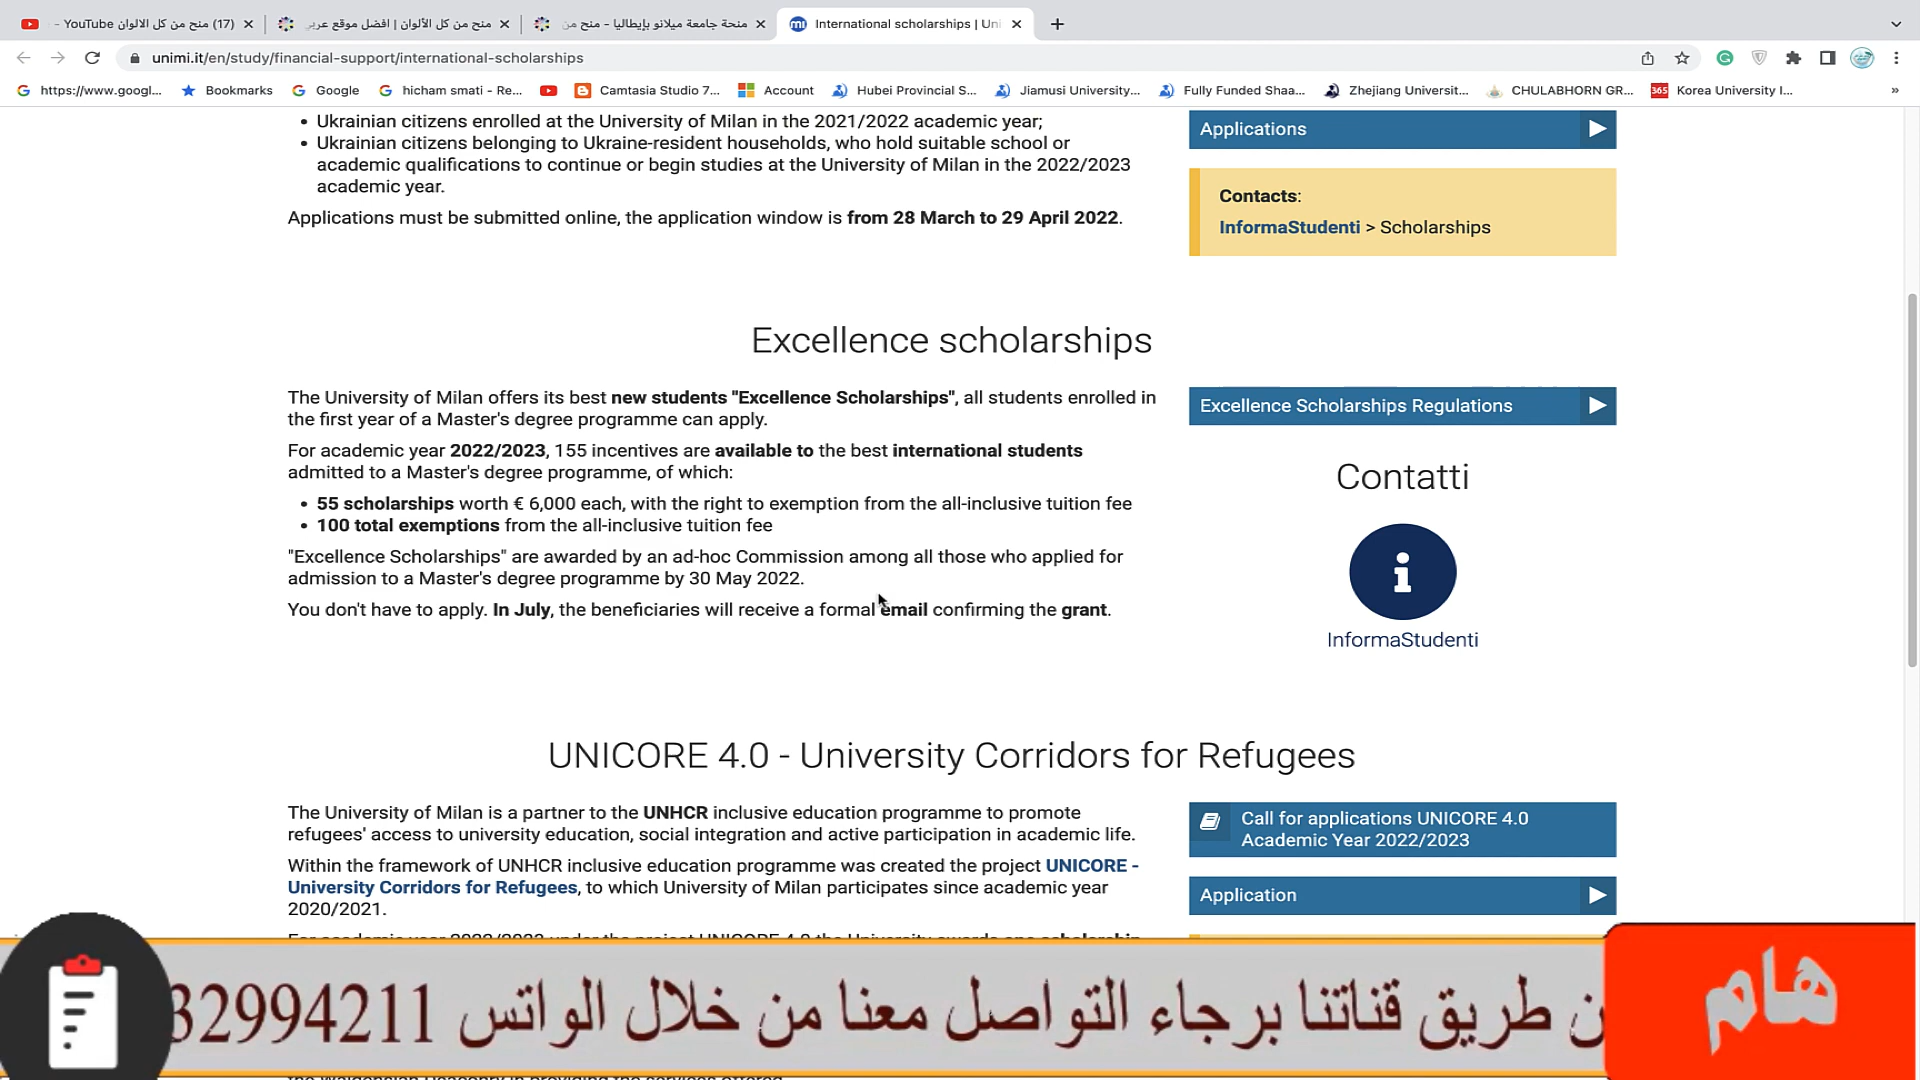 (17) منح من كل الالوان YouTube -
منح من كل الألوان | افضل موقع عربي
منحة جامعة ميلانو بإيطاليا - منح من
International scholarships | Uni
unimi.it/en/study/financial-support/international-scholarships
https://www.googl...
Bookmarks
Google
hicham smati - Re...
Camtasia Studio 7...
Account
Hubei Provincial S...
Jiamusi University...
Fully Funded Shaa...
Zhejiang Universit...
CHULABHORN GR...
365
Korea University I...
»
• Ukrainian citizens enrolled at the University of Milan in the 2021/2022 academic year;
• Ukrainian citizens belonging to Ukraine-resident households, who hold suitable school or
academic qualifications to continue or begin studies at the University of Milan in the 2022/2023
academic year.
Applications must be submitted online, the application window is from 28 March to 29 April 2022.
Applications
Contacts:
InformaStudenti > Scholarships
Excellence scholarships
The University of Milan offers its best new students "Excellence Scholarships", all students enrolled in
the first year of a Master's degree programme can apply.
For academic year 2022/2023, 155 incentives are available to the best international students
admitted to a Master's degree programme, of which:
• 55 scholarships worth € 6,000 each, with the right to exemption from the all-inclusive tuition fee
• 100 total exemptions from the all-inclusive tuition fee
"Excellence Scholarships" are awarded by an ad-hoc Commission among all those who applied for
admission to a Master's degree programme by 30 May 2022.
You don't have to apply. In July, the beneficiaries will receive a formal email confirming the grant.
Excellence Scholarships Regulations
Contatti
InformaStudenti
UNICORE 4.0 - University Corridors for Refugees
The University of Milan is a partner to the UNHCR inclusive education programme to promote
refugees' access to university education, social integration and active participation in academic life.
Within the framework of UNHCR inclusive education programme was created the project UNICORE -
University Corridors for Refugees, to which University of Milan participates since academic year
2020/2021.
Call for applications UNICORE 4.0
Academic Year 2022/2023
Application
هام
ن طريق قناتنا برجاء التواصل معنا من خلال الواتس 32994211